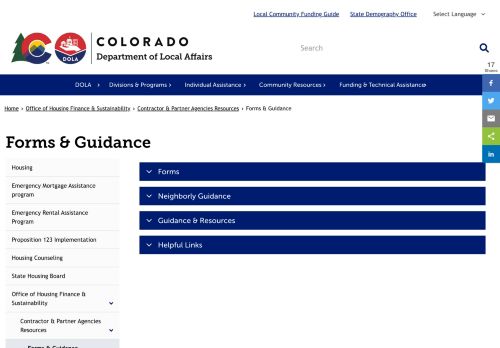 Local Community Funding Guide State Demography Office Select Language
COLORADO
Department of Local Affairs
DOLA
Search
17
Shares
DOLA Divisions & Programs Individual Assistance Community Resources Funding & Technical Assistance
Home › Office of Housing Finance & Sustainability › Contractor & Partner Agencies Resources › Forms & Guidance
Forms & Guidance
Housing
Emergency Mortgage Assistance
program
Emergency Rental Assistance
Program
Proposition 123 Implementation
Housing Counseling
State Housing Board
Office of Housing Finance &
Sustainability
Contractor & Partner Agencies
Resources
Forms & Guidance
Forms
Neighborly Guidance
Guidance & Resources
Helpful Links